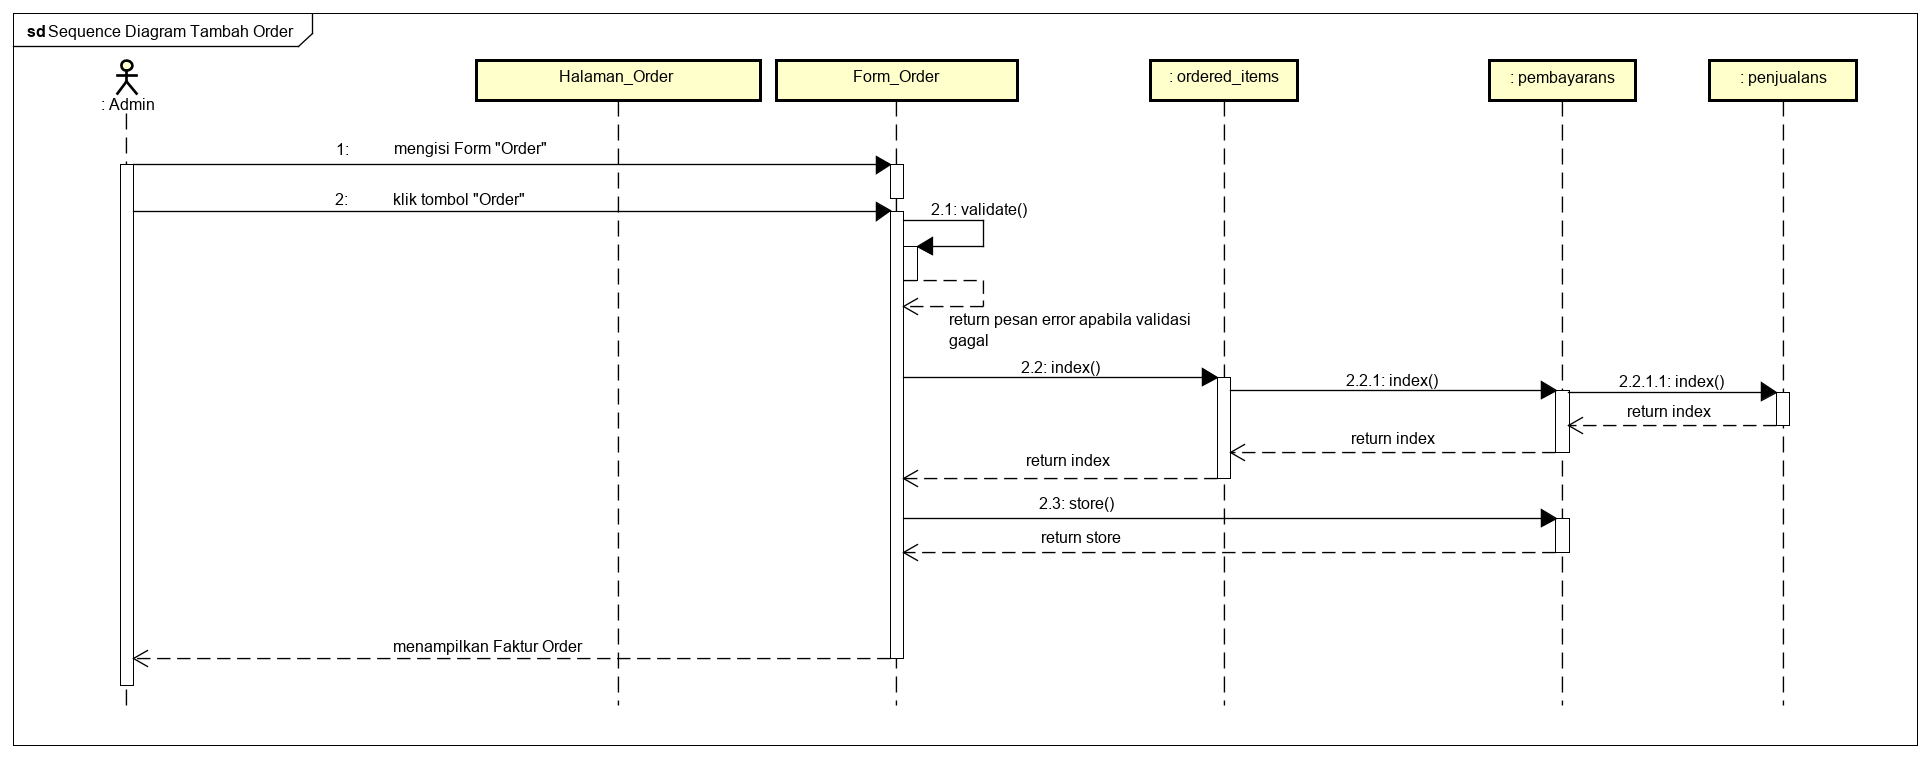 sd Sequence Diagram Tambah Order
: Admin
Halaman_Order
Form_Order
: ordered_items
: pembayarans
: penjualans
1: mengisi Form "Order"
2: klik tombol "Order"
2.1: validate()
return pesan error apabila validasi
gagal
2.2: index()
2.2.1: index()
2.2.1.1: index()
return index
return index
return index
2.3: store()
return store
menampilkan Faktur Order